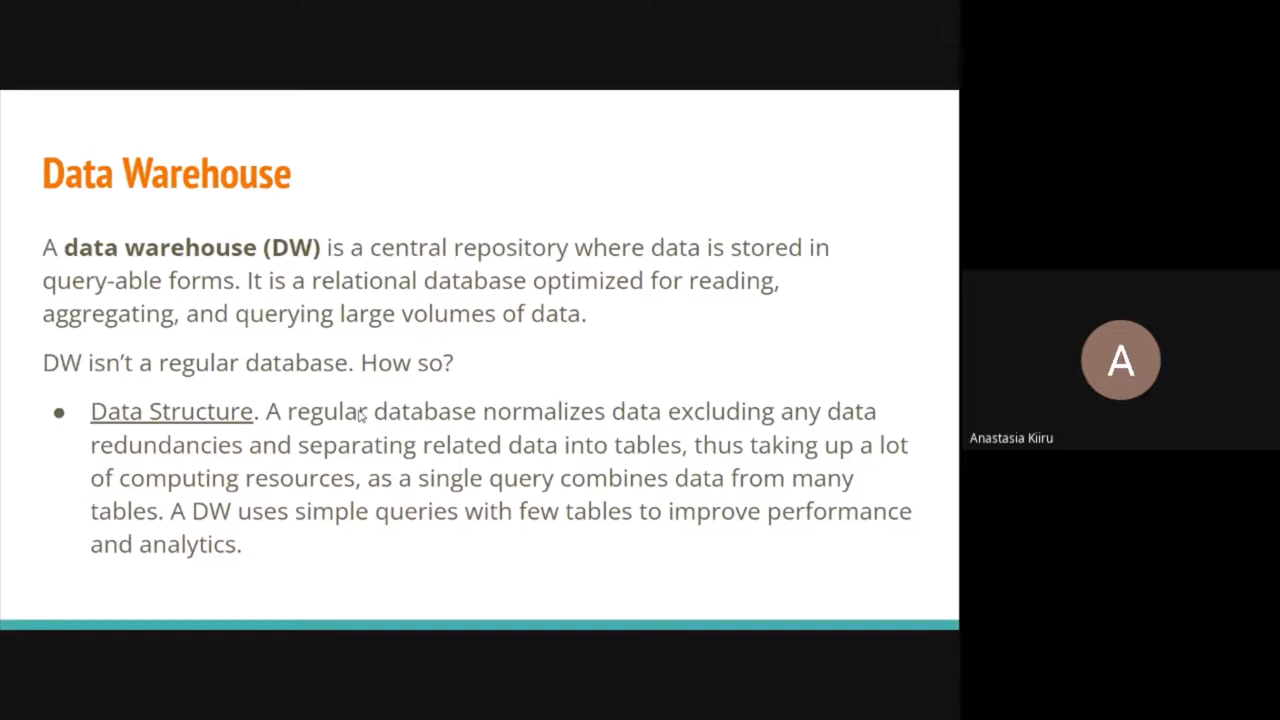 Data Warehouse
A data warehouse (DW) is a central repository where data is stored in
query-able forms. It is a relational database optimized for reading,
aggregating, and querying large volumes of data.
DW isn’t a regular database. How so?
● Data Structure. A regular database normalizes data excluding any data
redundancies and separating related data into tables, thus taking up a lot
of computing resources, as a single query combines data from many
tables. A DW uses simple queries with few tables to improve performance
and analytics.
A
Anastasia Kiiru